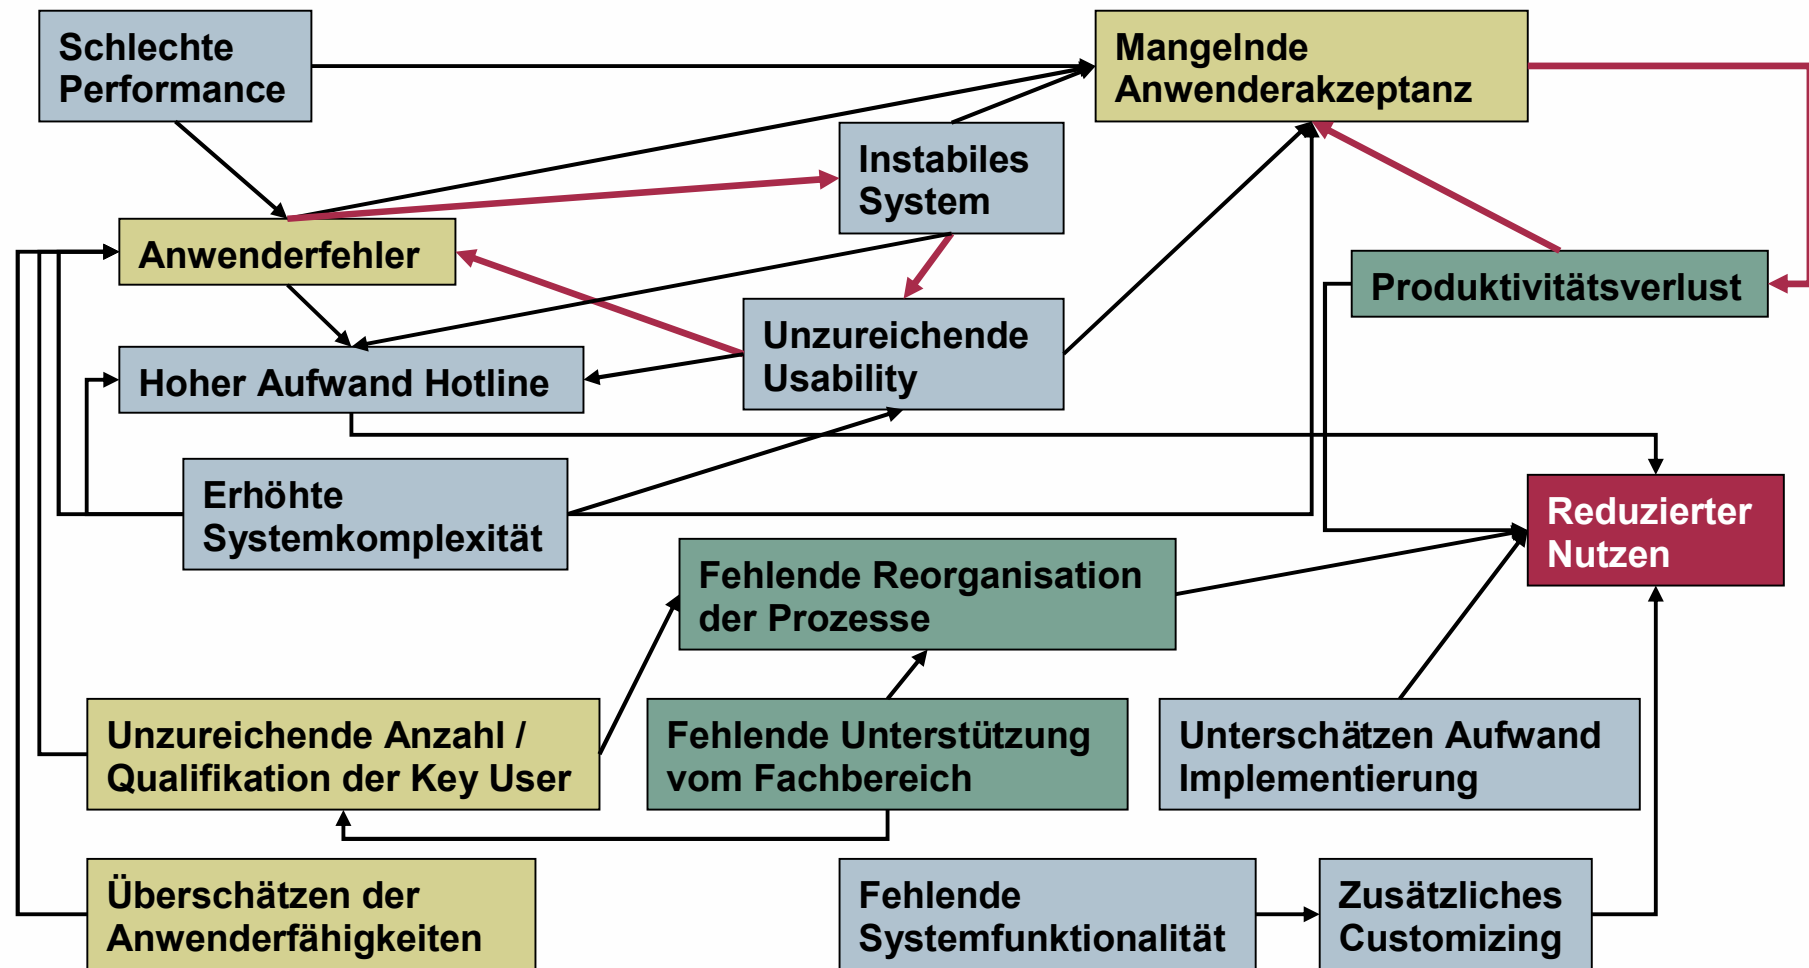 Schlechte
Performance
Mangelnde
Anwenderakzeptanz
Instabiles
System
Anwenderfehler
Produktivitätsverlust
Unzureichende
Usability
Hoher Aufwand Hotline
Erhöhte
Systemkomplexität
Reduzierter
Nutzen
Fehlende Reorganisation
der Prozesse
Unzureichende Anzahl /
Qualifikation der Key User
Fehlende Unterstützung
vom Fachbereich
Unterschätzen Aufwand
Implementierung
Überschätzen der
Anwenderfähigkeiten
Fehlende
Systemfunktionalität
Zusätzliches
Customizing